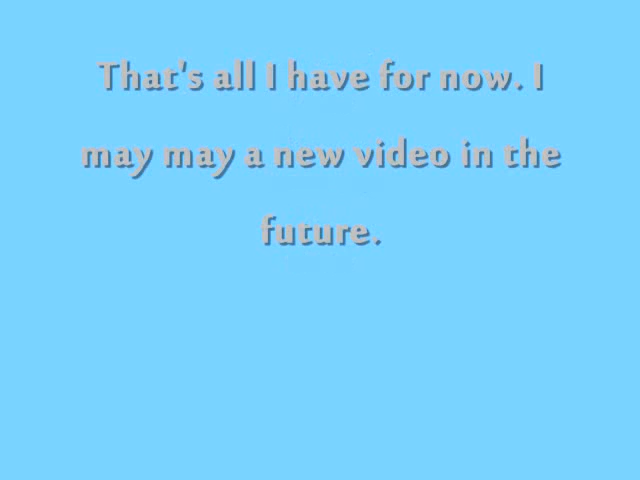 That's all I have for now. I
may may a new video in the
future.